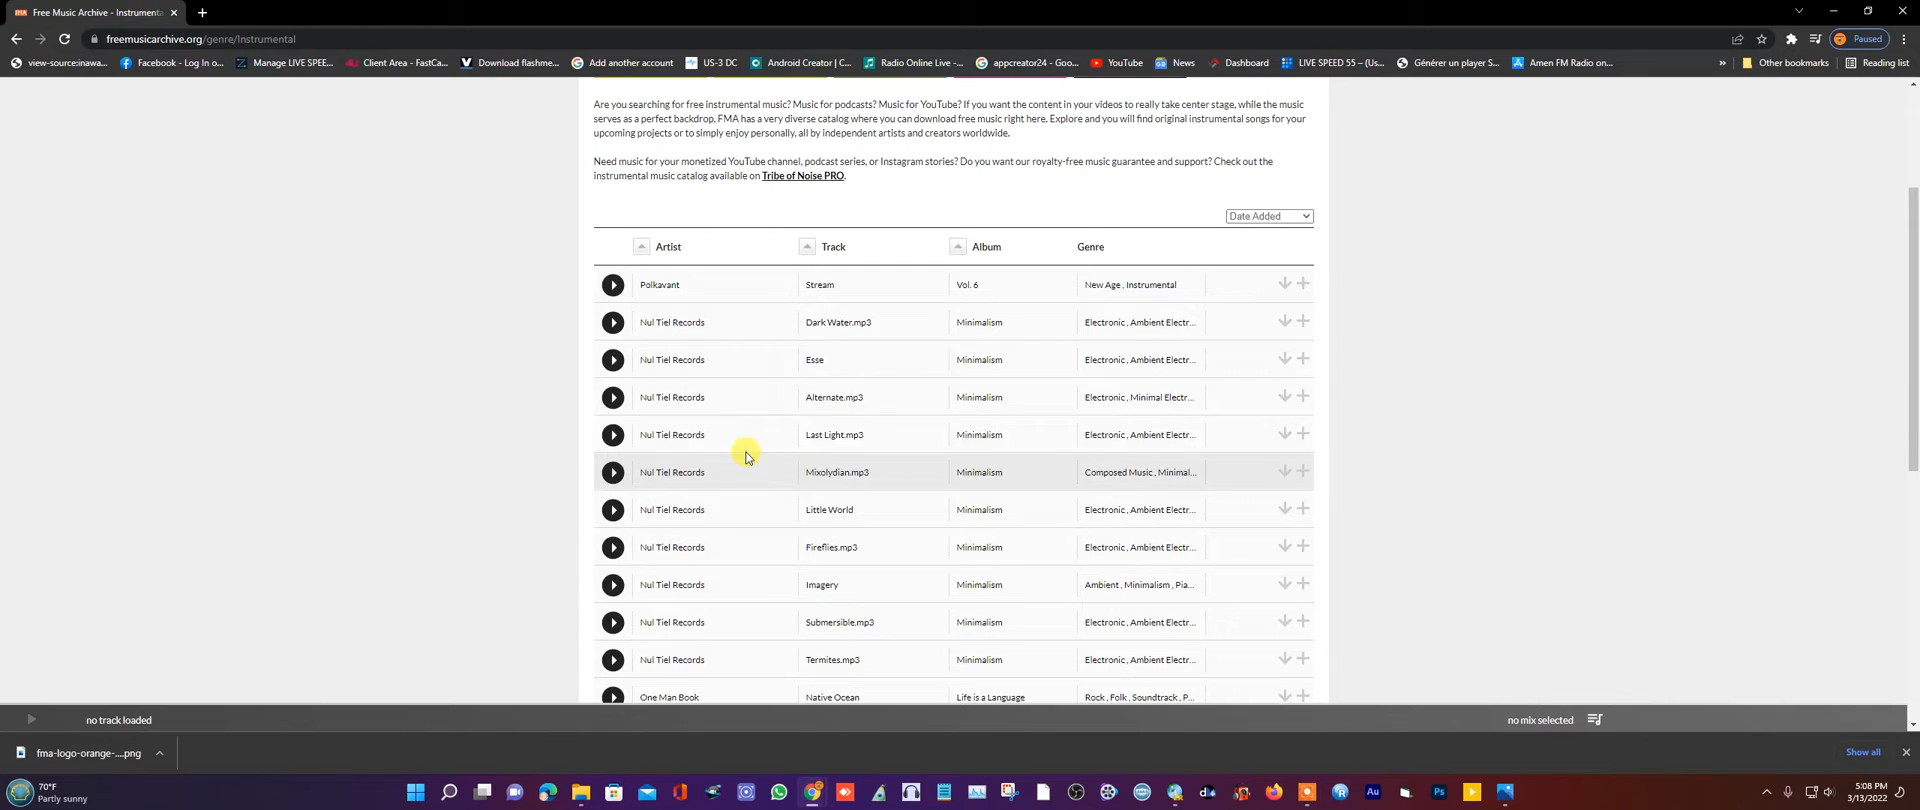 Free Music Archive - Instrumenta
freemusicarchive.org/genre/Instrumental
Paused
view-source:inawa...
Facebook - Log In o...
Manage LIVE SPEED...
Client Area - FastCa...
Download flashme...
Add another account
US-3 DC
Android Creator | C...
Radio Online Live -...
appcreator24 - Goo...
YouTube
News
Dashboard
LIVE SPEED 55 – (Us...
Générer un player S...
Amen FM Radio on...
»
Other bookmarks
Reading list
Are you searching for free instrumental music? Music for podcasts? Music for YouTube? If you want the content in your videos to really take center stage, while the music
serves as a perfect backdrop, FMA has a very diverse catalog where you can download free music right here. Explore and you will find original instrumental songs for your
upcoming projects or to simply enjoy personally, all by independent artists and creators worldwide.
Need music for your monetized YouTube channel, podcast series, or Instagram stories? Do you want our royalty-free music guarantee and support? Check out the
instrumental music catalog available on Tribe of Noise PRO.
Date Added
Artist Track Album Genre
Polkavant Stream Vol. 6 New Age , Instrumental
Nul Tiel Records Dark Water.mp3 Minimalism Electronic , Ambient Electr...
Nul Tiel Records Esse Minimalism Electronic , Ambient Electr...
Nul Tiel Records Alternate.mp3 Minimalism Electronic , Minimal Electr...
Nul Tiel Records Last Light.mp3 Minimalism Electronic , Ambient Electr...
Nul Tiel Records Mixolydian.mp3 Minimalism Composed Music , Minimal...
Nul Tiel Records Little World Minimalism Electronic , Ambient Electr...
Nul Tiel Records Fireflies.mp3 Minimalism Electronic , Ambient Electr...
Nul Tiel Records Imagery Minimalism Ambient , Minimalism , Pia...
Nul Tiel Records Submersible.mp3 Minimalism Electronic , Ambient Electr...
Nul Tiel Records Termites.mp3 Minimalism Electronic , Ambient Electr...
One Man Book Native Ocean Life is a Language Rock , Folk , Soundtrack , P...
no track loaded
no mix selected
fma-logo-orange-....png
Show all
70°F
Partly sunny
5:08 PM
3/13/2022